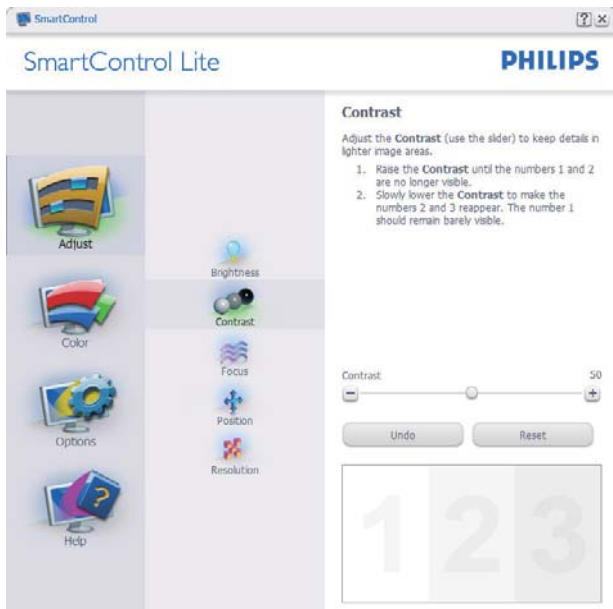 SmartControl
SmartControl Lite
PHILIPS
Adjust
Color
Options
Help
Brightness
Contrast
Focus
Position
Resolution
Contrast
Adjust the Contrast (use the slider) to keep details in
lighter image areas.
1. Raise the Contrast until the numbers 1 and 2
are no longer visible.
2. Slowly lower the Contrast to make the
numbers 2 and 3 reappear. The number 1
should remain barely visible.
Contrast 50
Undo Reset
1 2 3